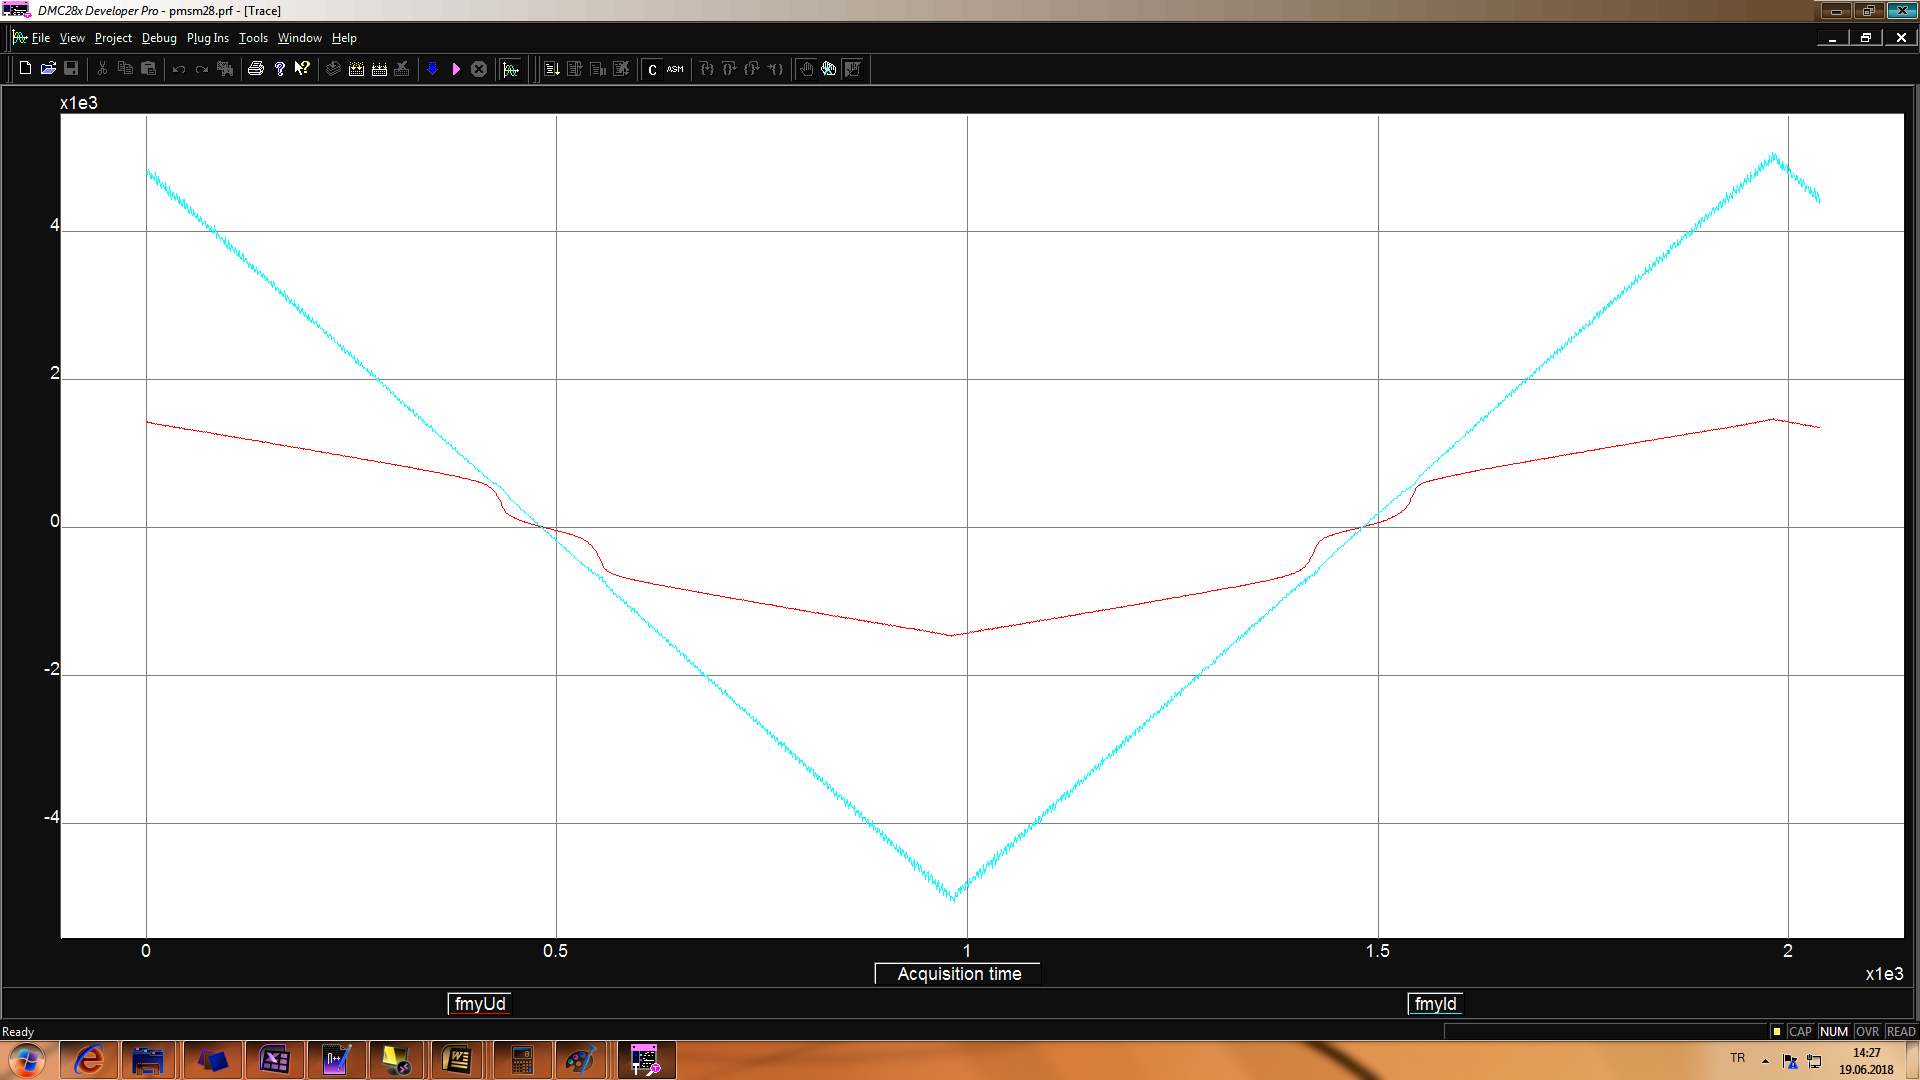 DMC28x Developer Pro - pmsm28.prf - [Trace]
File View Project Debug Plug Ins Tools Window Help
C ASM
x1e3
4
2
0
-2
-4
0 0.5 1 1.5 2
Acquisition time x1e3
fmyUd fmyId
Ready CAP NUM OVR READ
TR 14:27
19.06.2018